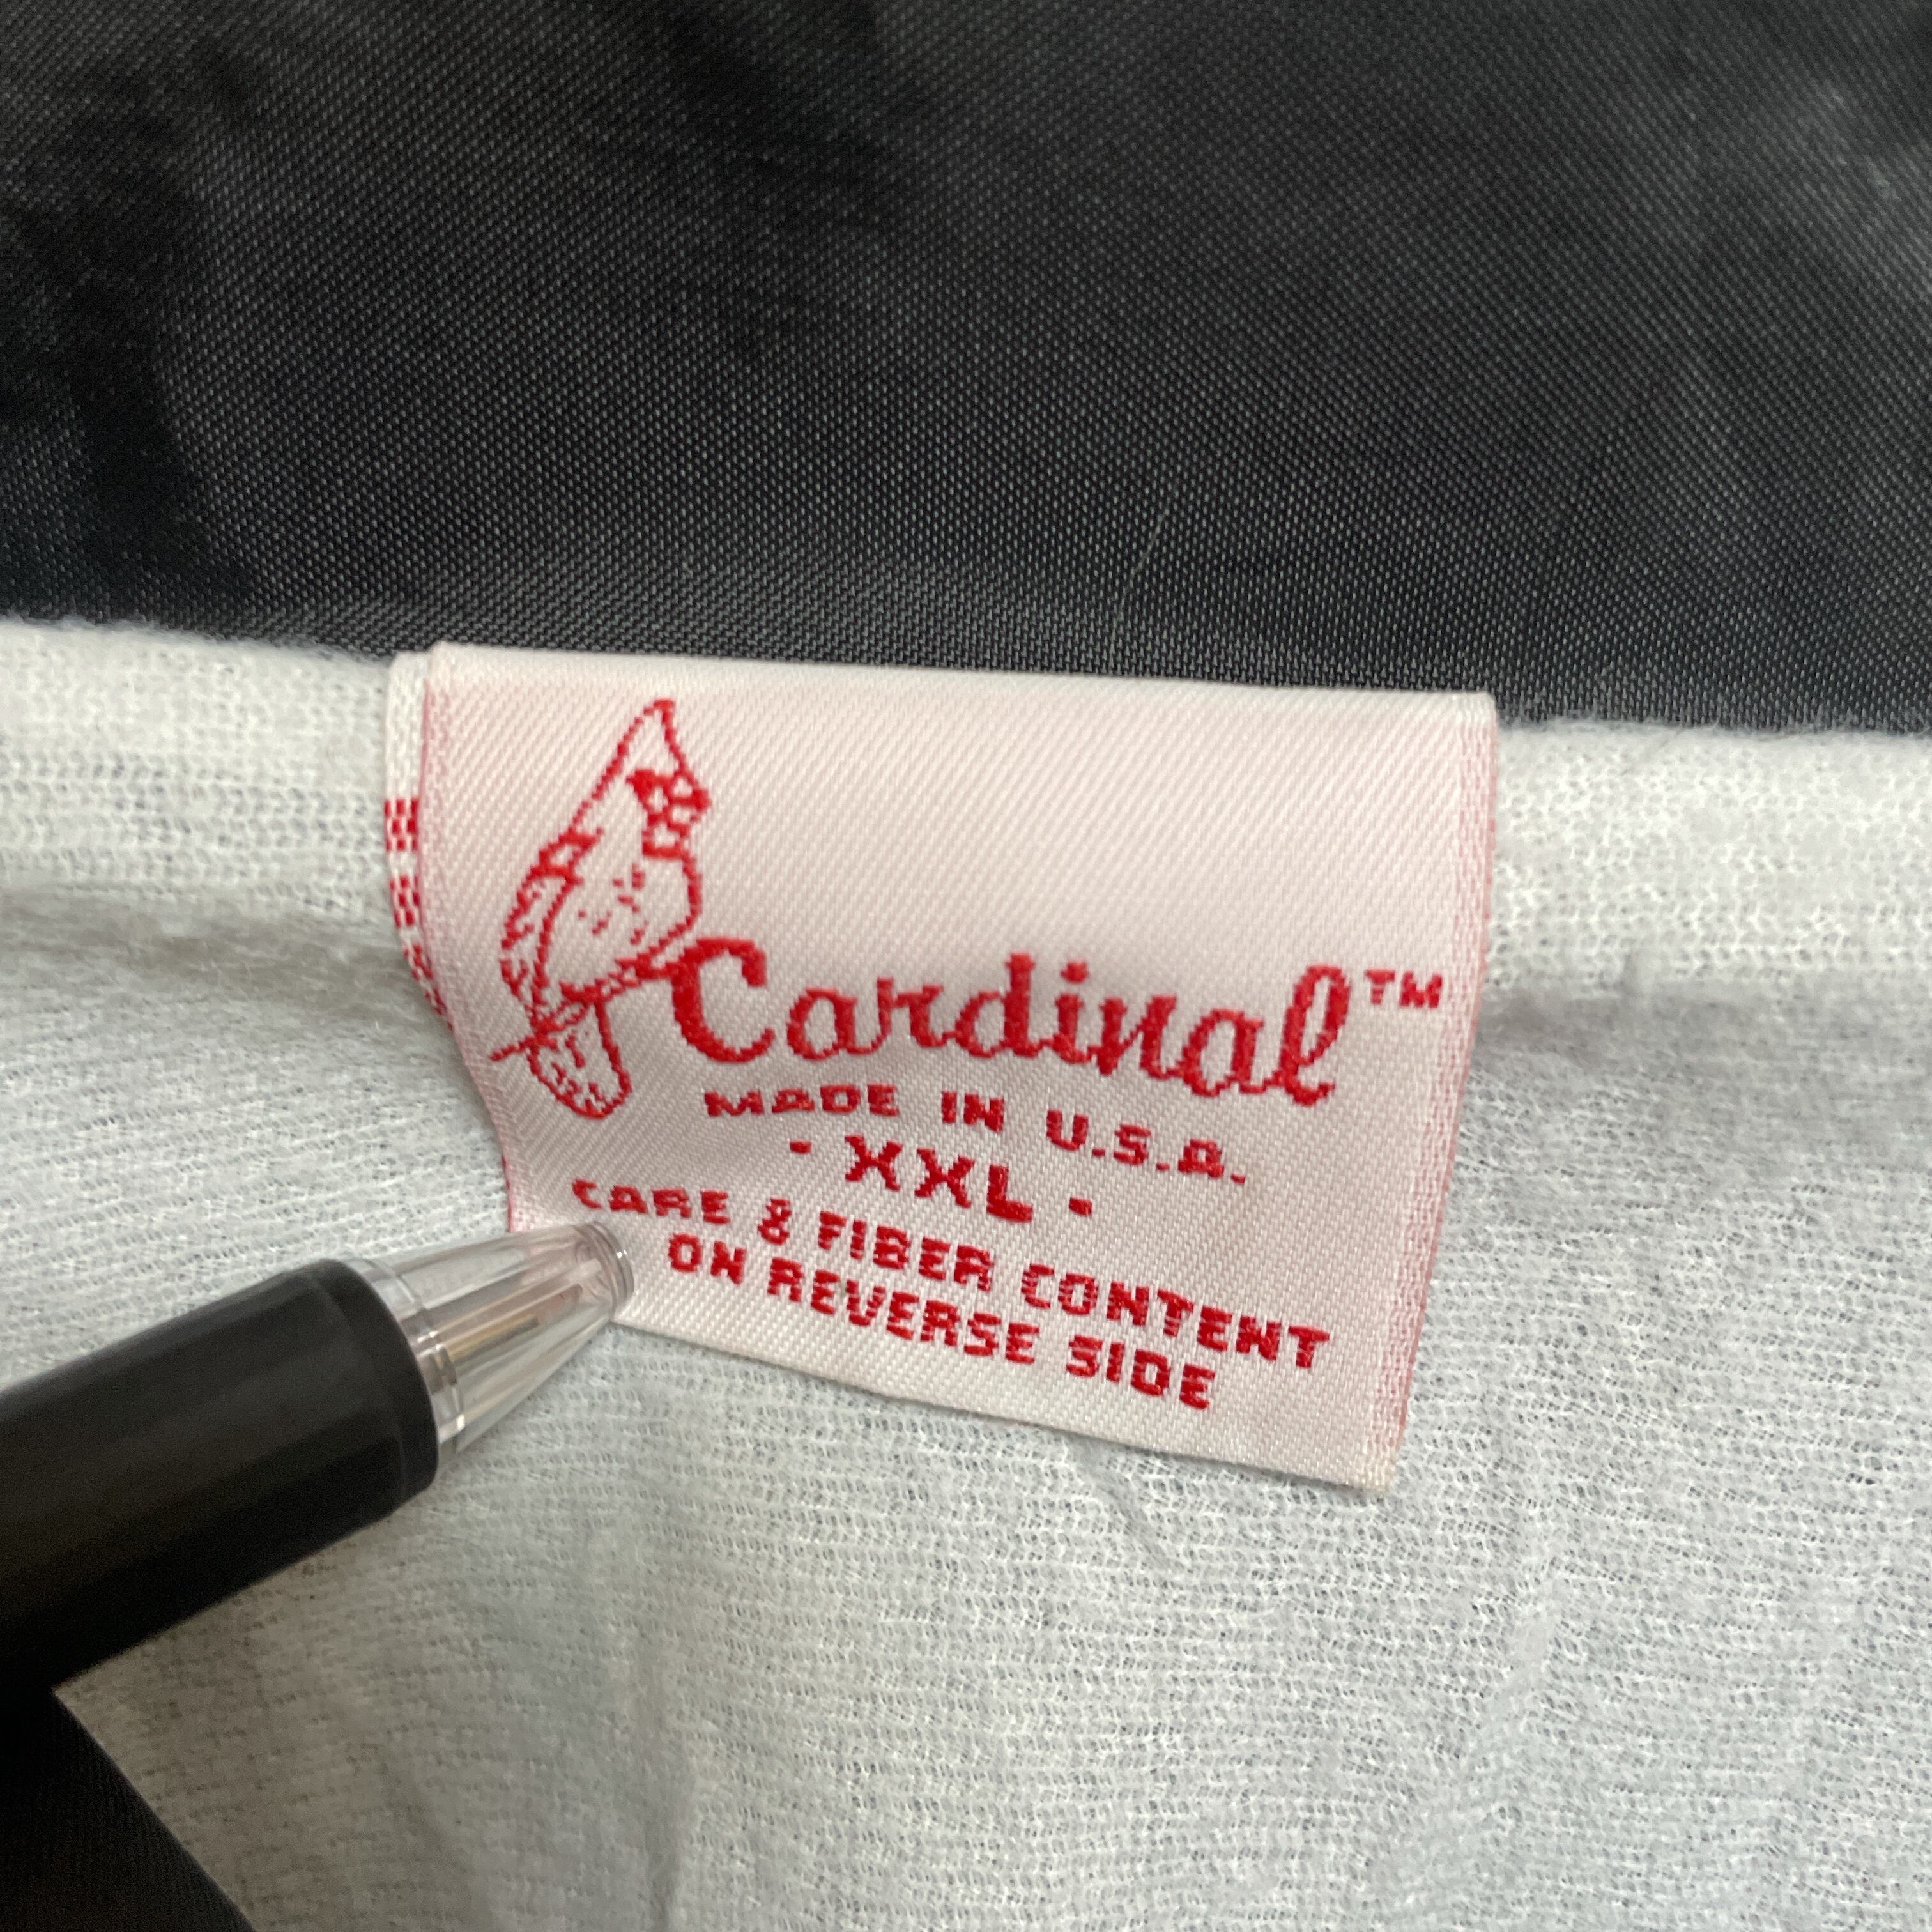 Cardinal™
MADE IN U.S.A.
- XXL -
CARE & FIBER CONTENT
ON REVERSE SIDE